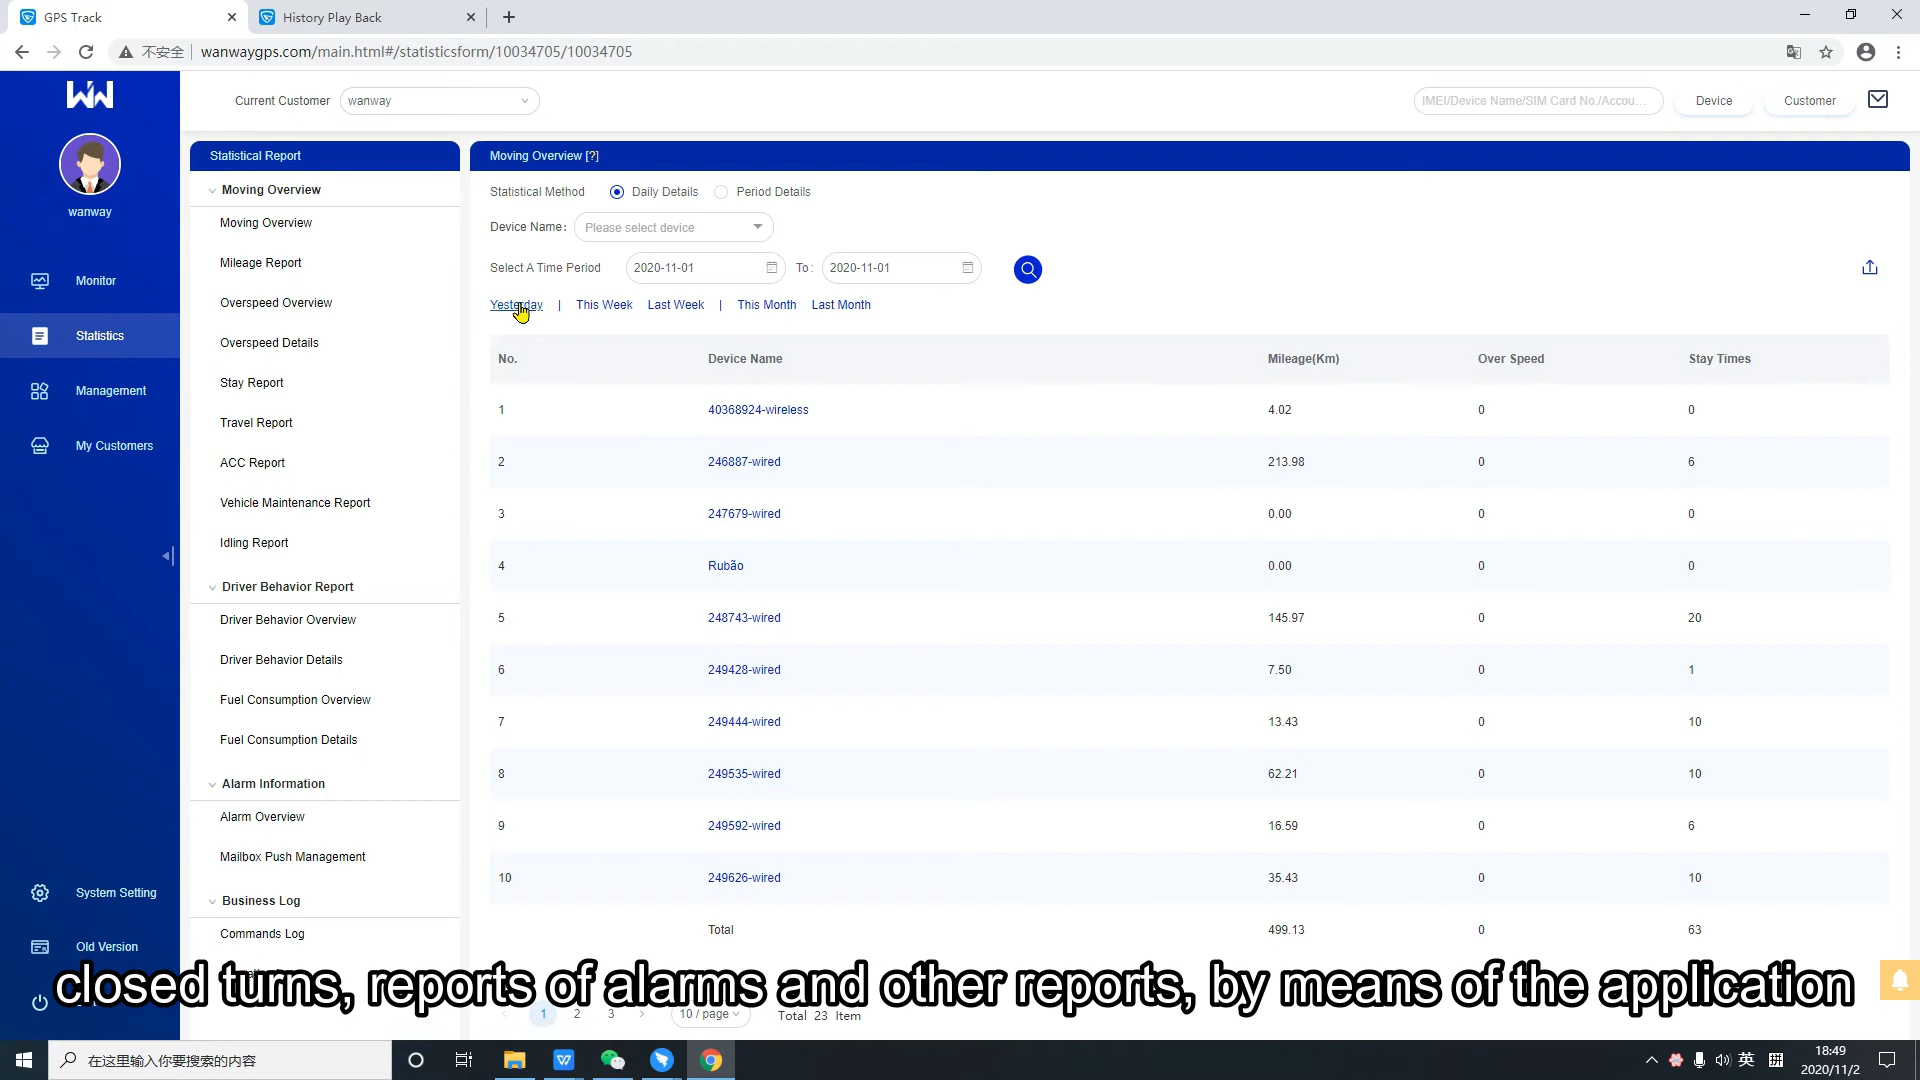 GPS Track
History Play Back
不安全
wanwaygps.com/main.html#/statisticsform/10034705/10034705
WW
wanway
Monitor
Statistics
Management
My Customers
System Setting
Old Version
Current Customer
wanway
IMEI/Device Name/SIM Card No./Accou...
Device
Customer
Statistical Report
Moving Overview
Moving Overview
Mileage Report
Overspeed Overview
Overspeed Details
Stay Report
Travel Report
ACC Report
Vehicle Maintenance Report
Idling Report
Driver Behavior Report
Driver Behavior Overview
Driver Behavior Details
Fuel Consumption Overview
Fuel Consumption Details
Alarm Information
Alarm Overview
Mailbox Push Management
Business Log
Commands Log
Moving Overview [?]
Statistical Method Daily Details Period Details
Device Name: Please select device
Select A Time Period 2020-11-01 To: 2020-11-01
Yesterday | This Week Last Week | This Month Last Month
No. Device Name Mileage(Km) Over Speed Stay Times
1 40368924-wireless 4.02 0 0
2 246887-wired 213.98 0 6
3 247679-wired 0.00 0 0
4 Rubão 0.00 0 0
5 248743-wired 145.97 0 20
6 249428-wired 7.50 0 1
7 249444-wired 13.43 0 10
8 249535-wired 62.21 0 10
9 249592-wired 16.59 0 6
10 249626-wired 35.43 0 10
Total 499.13 0 63
closed turns, reports of alarms and other reports, by means of the application
1 2 3 10 / page Total 23 Item
在这里输入你要搜索的内容
英
拼
18:49
2020/11/2